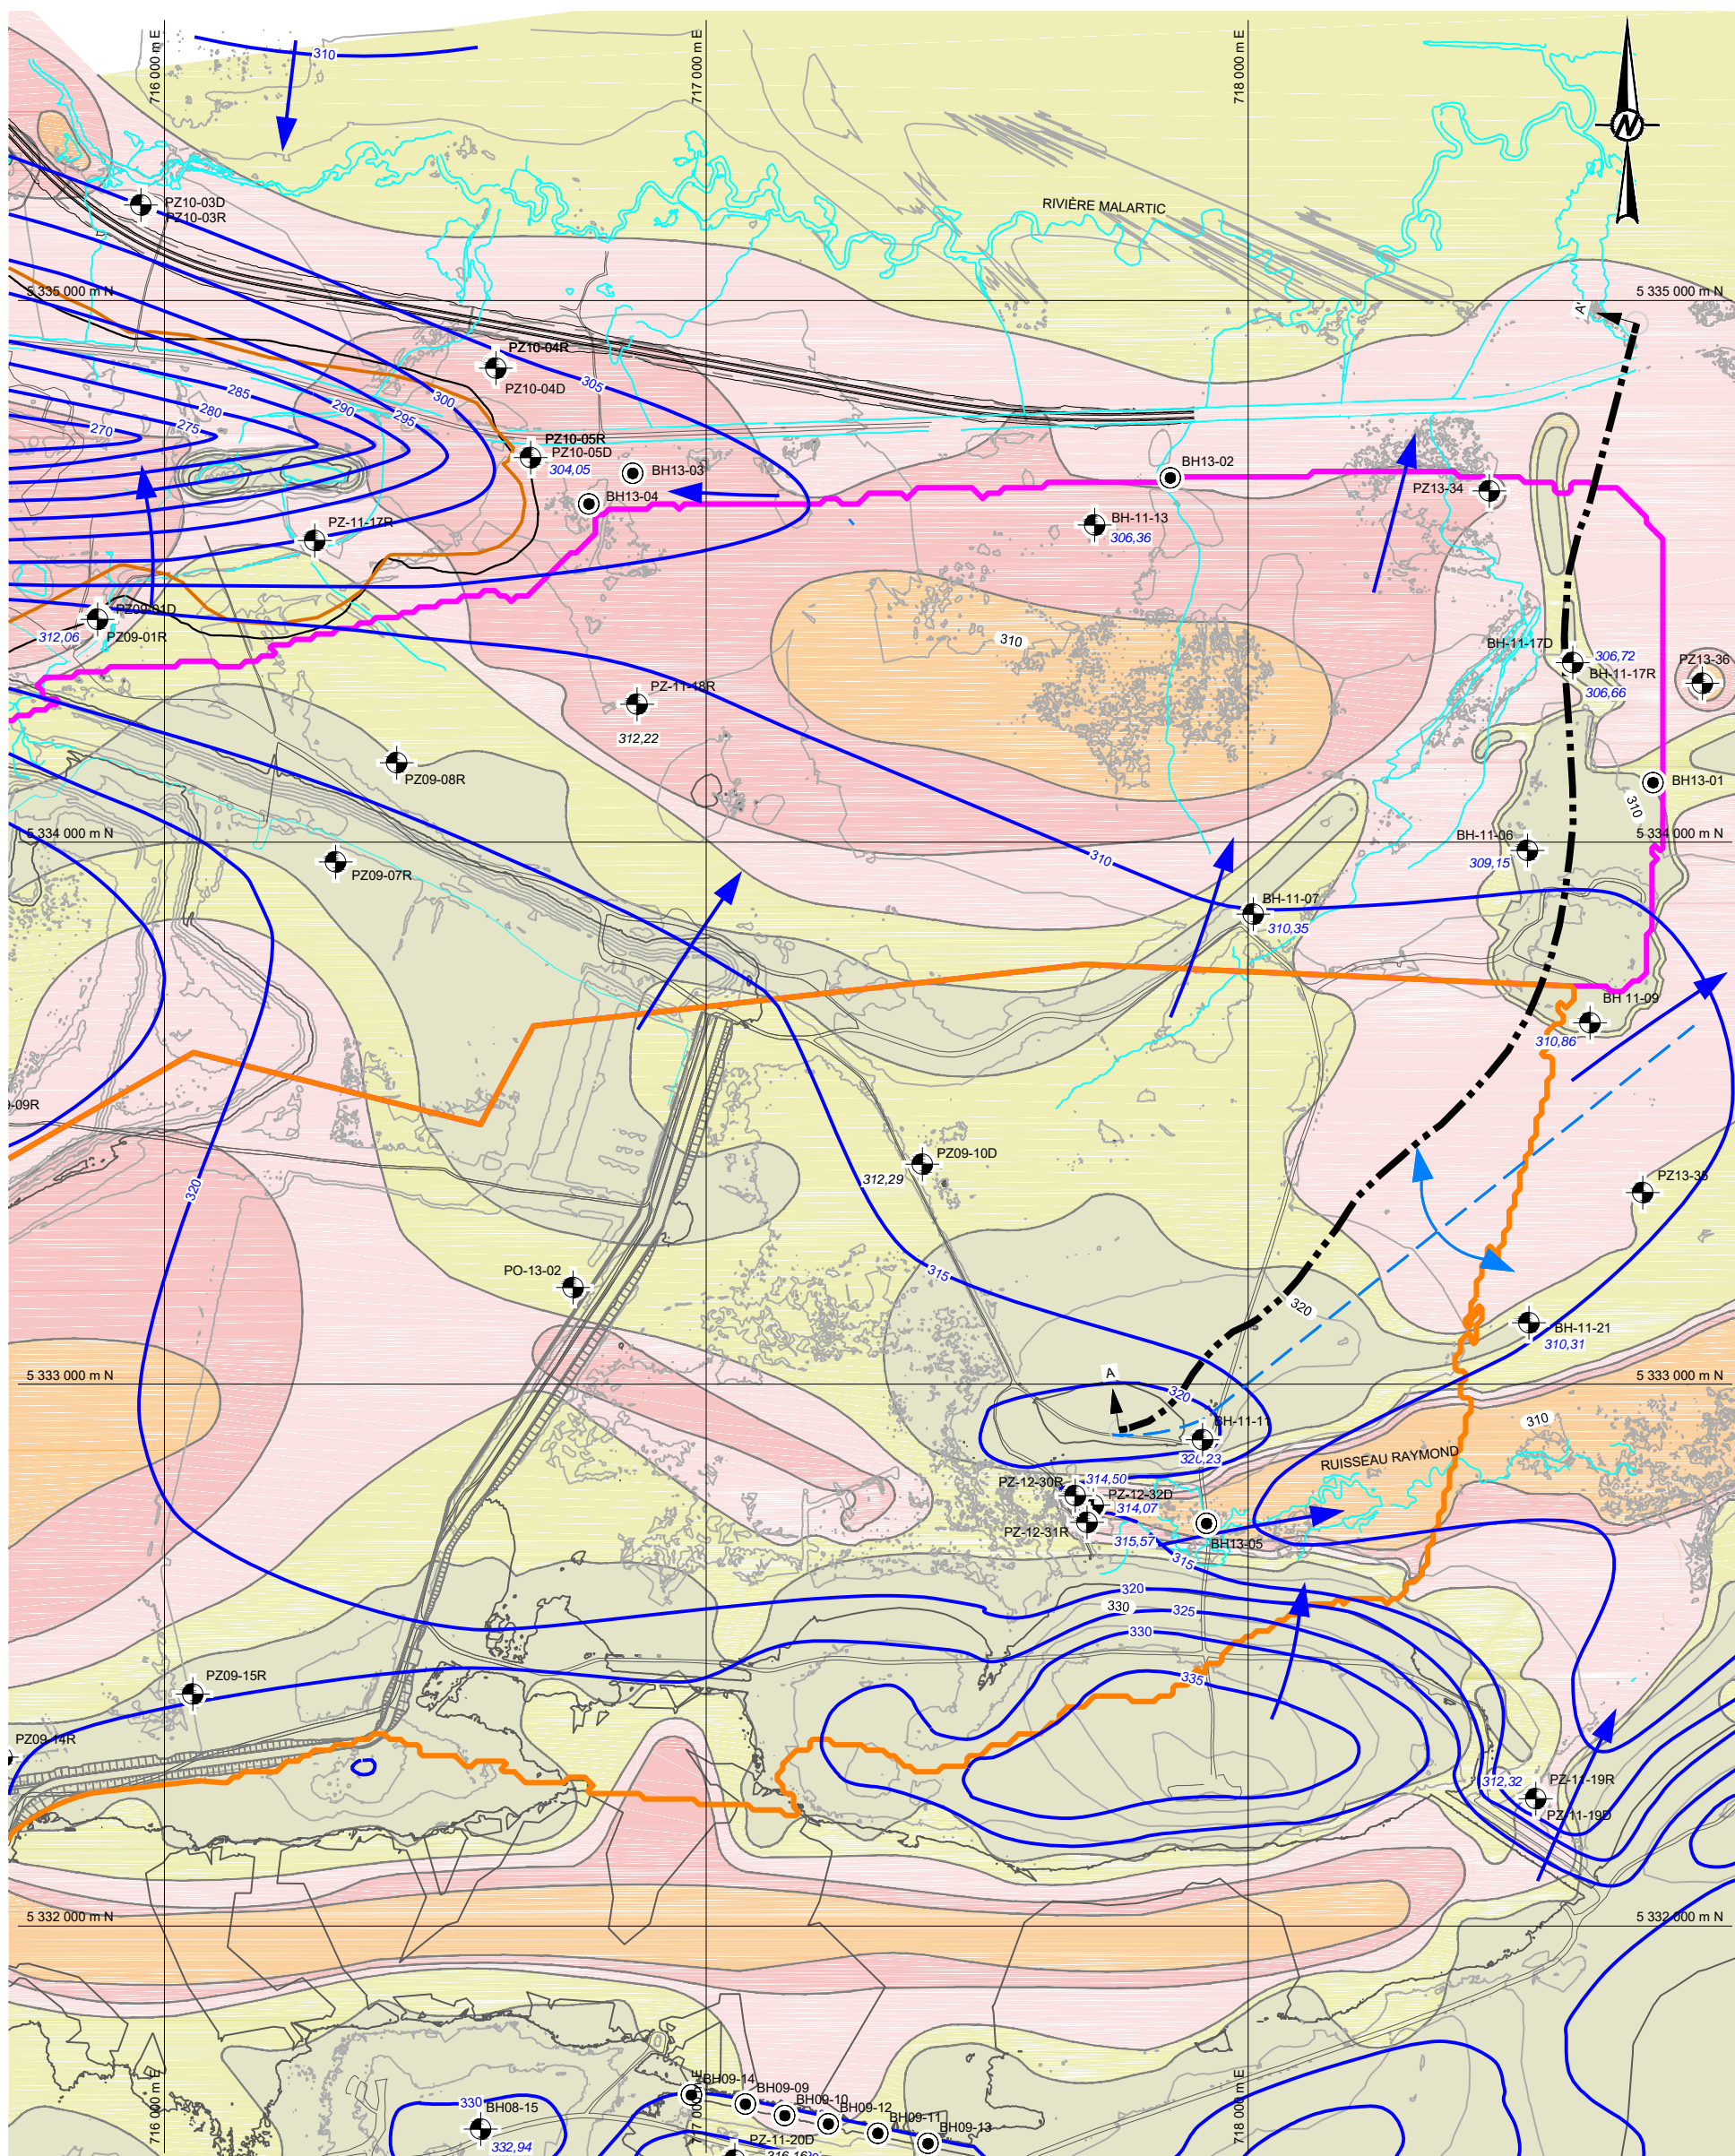 716 000 m E
717 000 m E
718 000 m E
310
N
PZ10-03D
PZ10-03R
RIVIÈRE MALARTIC
5 335 000 m N
5 335 000 m N
A'
PZ10-04R
PZ10-04D
305
285
280
275
270
290
295
300
PZ10-05R
PZ10-05D
304,05
BH13-03
BH13-04
BH13-02
PZ13-34
BH-11-13
306,36
PZ-11-17R
PZ09-01D
PZ09-01R
312,06
310
BH-11-17D
306,72
BH-11-17R
306,66
PZ13-36
PZ-11-18R
312,22
PZ09-08R
BH13-01
310
5 334 000 m N
5 334 000 m N
BH-11-06
309,15
310
PZ09-07R
BH-11-07
310,35
BH 11-09
310,86
-09R
PZ09-10D
312,29
PZ13-35
320
PO-13-02
315
320
BH-11-21
310,31
5 333 000 m N
5 333 000 m N
A
320
BH-11-11
320,23
310
RUISSEAU RAYMOND
PZ-12-30R
314,50
PZ-12-32D
314,07
PZ-12-31R
315,57
BH13-05
315
320
330
325
330
335
PZ09-15R
PZ09-14R
312,32
PZ-11-19R
PZ-11-19D
5 332 000 m N
5 332 000 m N
716 000 m E
718 000 m E
BH09-14
BH09-09
BH09-10
BH09-12
BH09-11
BH09-13
330
BH08-15
332,94
PZ-11-20D